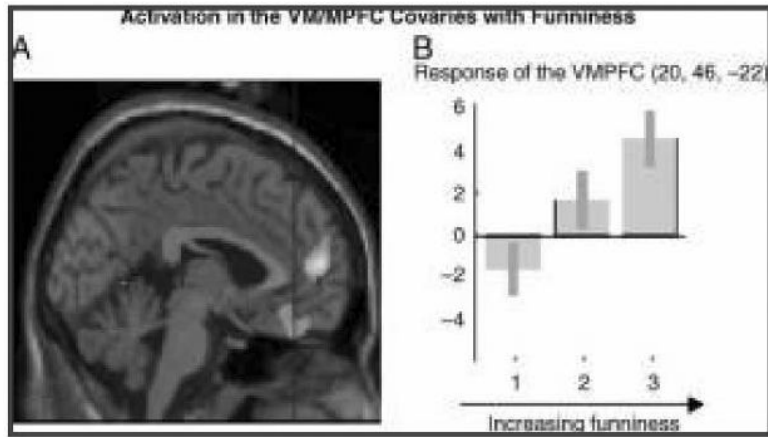 Activation in the VM/MPFC Covaries with Funniness
A
B
Response of the VMPFC (20, 46, −22)
6
4
2
0
−2
−4
1 2 3
Increasing funniness